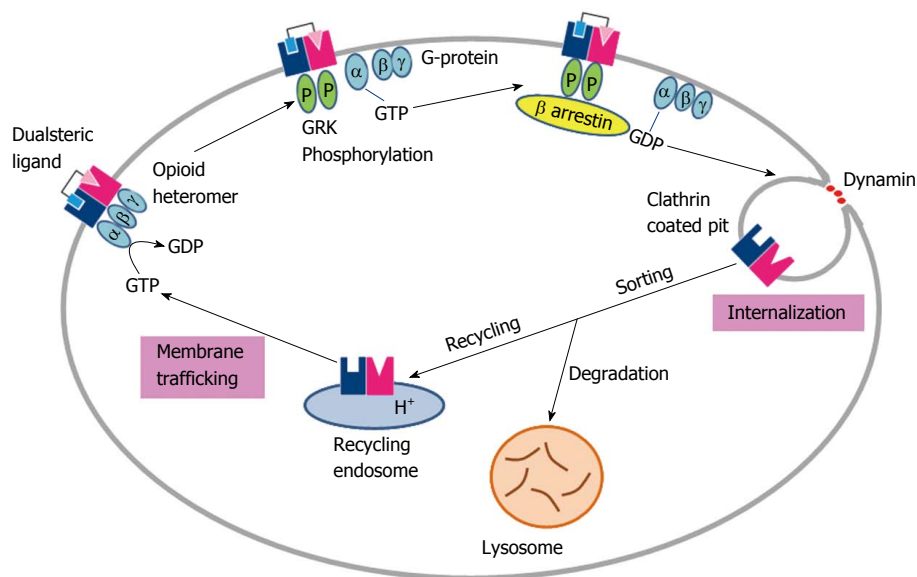 Dualsteric
ligand
α
β
γ
GDP
GTP
Opioid
heteromer
P
P
GRK
Phosphorylation
α
β
γ
G-protein
GTP
P
P
β arrestin
α
β
γ
GDP
Dynamin
Clathrin
coated pit
Internalization
Sorting
Recycling
Degradation
Membrane
trafficking
H⁺
Recycling
endosome
Lysosome